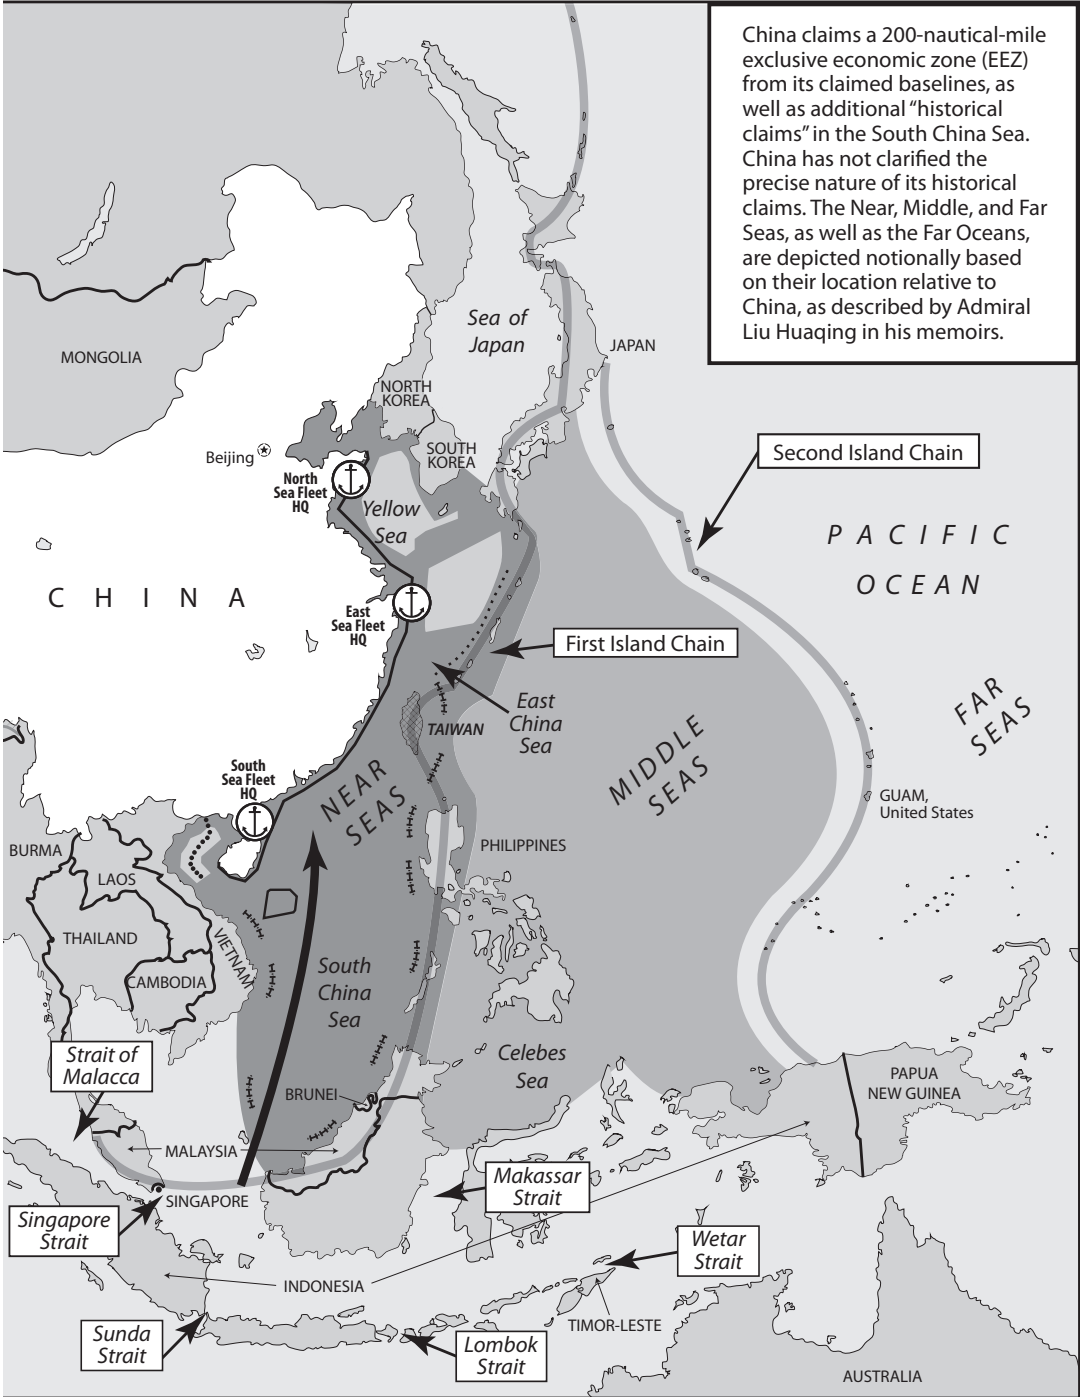 China claims a 200-nautical-mile
exclusive economic zone (EEZ)
from its claimed baselines, as
well as additional “historical
claims” in the South China Sea.
China has not clarified the
precise nature of its historical
claims. The Near, Middle, and Far
Seas, as well as the Far Oceans,
are depicted notionally based
on their location relative to
China, as described by Admiral
Liu Huaqing in his memoirs.
Sea of
Japan
JAPAN
MONGOLIA
NORTH
KOREA
SOUTH
KOREA
Beijing
Second Island Chain
North
Sea Fleet
HQ
Yellow
Sea
PACIFIC
OCEAN
CHINA
East
Sea Fleet
HQ
First Island Chain
East
China
Sea
TAIWAN
FAR
SEAS
MIDDLE
SEAS
NEAR
SEAS
South
Sea Fleet
HQ
GUAM,
United States
PHILIPPINES
BURMA
LAOS
THAILAND
VIETNAM
CAMBODIA
South
China
Sea
Celebes
Sea
Strait of
Malacca
BRUNEI
PAPUA
NEW GUINEA
MALAYSIA
Makassar
Strait
SINGAPORE
Singapore
Strait
Wetar
Strait
INDONESIA
TIMOR-LESTE
Sunda
Strait
Lombok
Strait
AUSTRALIA